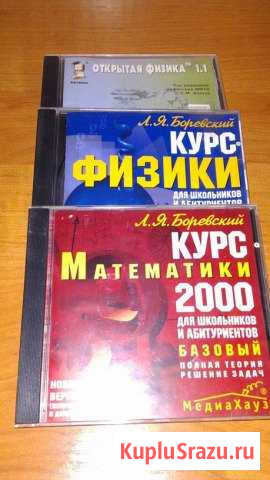 ОТКРЫТАЯ ФИЗИКА 1.1
Л.Я.Боревский
КУРС
ФИЗИКИ
ДЛЯ ШКОЛЬНИКОВ
И АБИТУРИЕНТОВ
Л.Я.Боревский
КУРС
МАТЕМАТИКИ
2000
ДЛЯ ШКОЛЬНИКОВ
И АБИТУРИЕНТОВ
БАЗОВЫЙ
ПОЛНАЯ ТЕОРИЯ
РЕШЕНИЕ ЗАДАЧ
МедиаХауз
KupluSrazu.ru